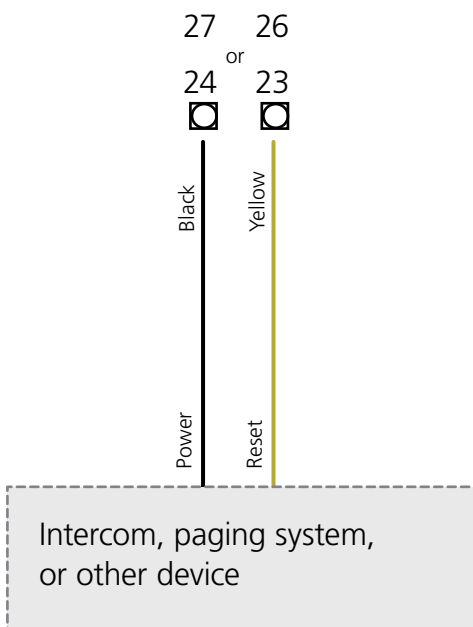 27 26
or
24 23
Black
Yellow
Power
Reset
Intercom, paging system,
or other device